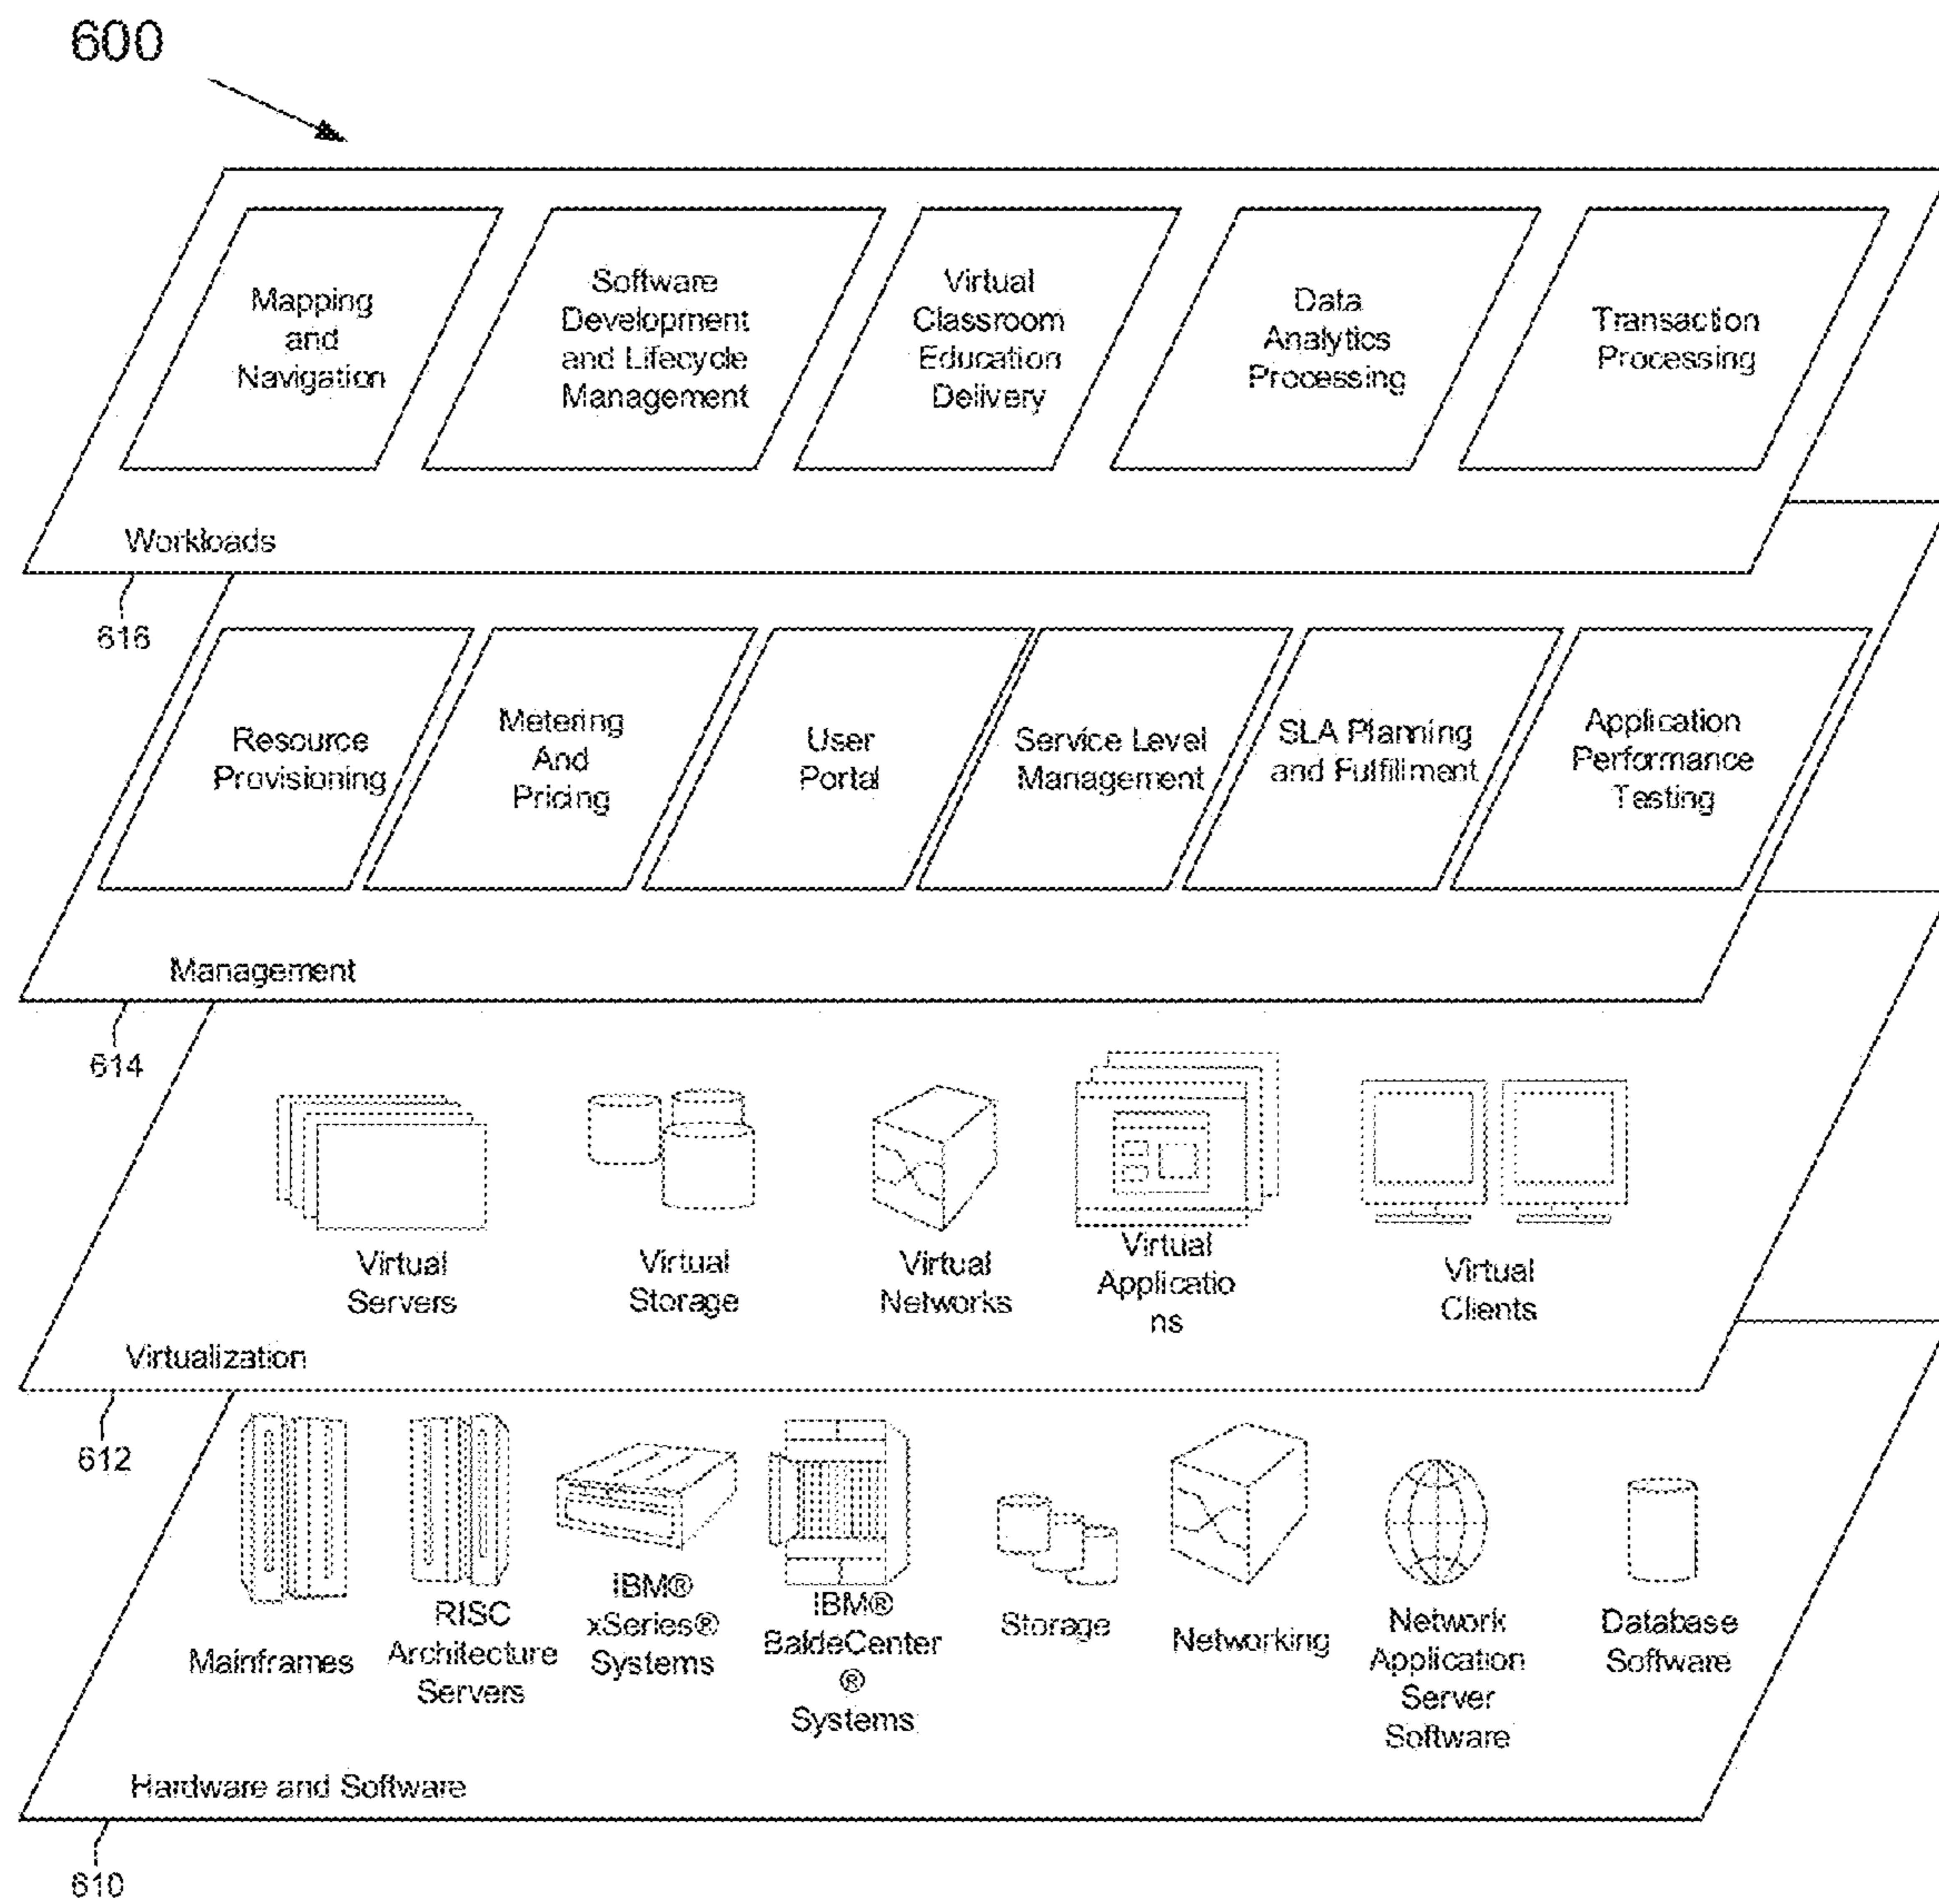 600
Mapping
and
Navigation
Software
Development
and Lifecycle
Management
Virtual
Classroom
Education
Delivery
Data
Analytics
Processing
Transaction
Processing
Workloads
616
Resource
Provisioning
Metering
And
Pricing
User
Portal
Service Level
Management
SLA Planning
and Fulfillment
Application
Performance
Testing
Management
614
Virtual
Servers
Virtual
Storage
Virtual
Networks
Virtual
Applicatio
ns
Virtual
Clients
Virtualization
612
Mainframes
RISC
Architecture
Servers
IBM®
xSeries®
Systems
IBM®
BaldeCenter
®
Systems
Storage
Networking
Network
Application
Server
Software
Database
Software
Hardware and Software
610